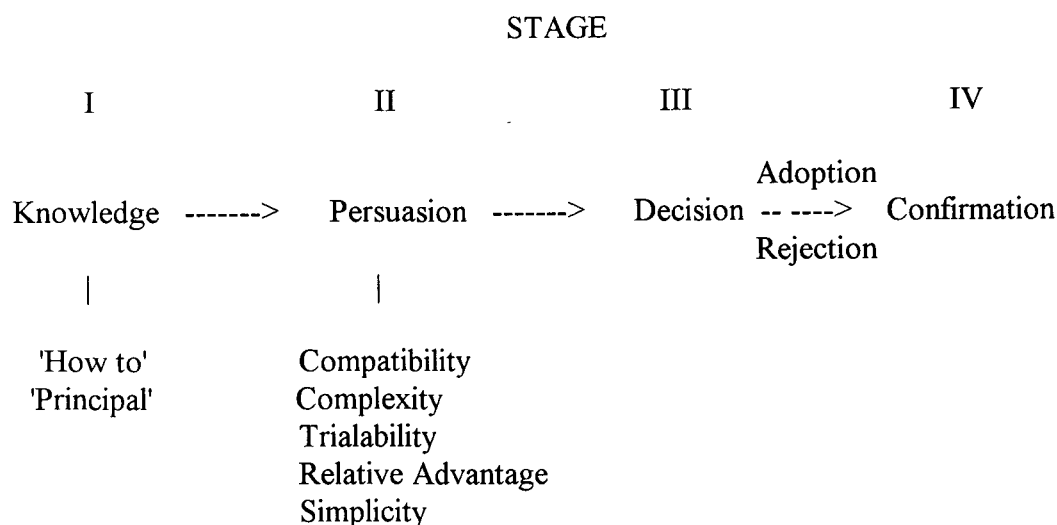 STAGE
I II III IV
Adoption
Knowledge -------> Persuasion -------> Decision -- ----> Confirmation
Rejection
| |
'How to' Compatibility
'Principal' Complexity
Trialability
Relative Advantage
Simplicity